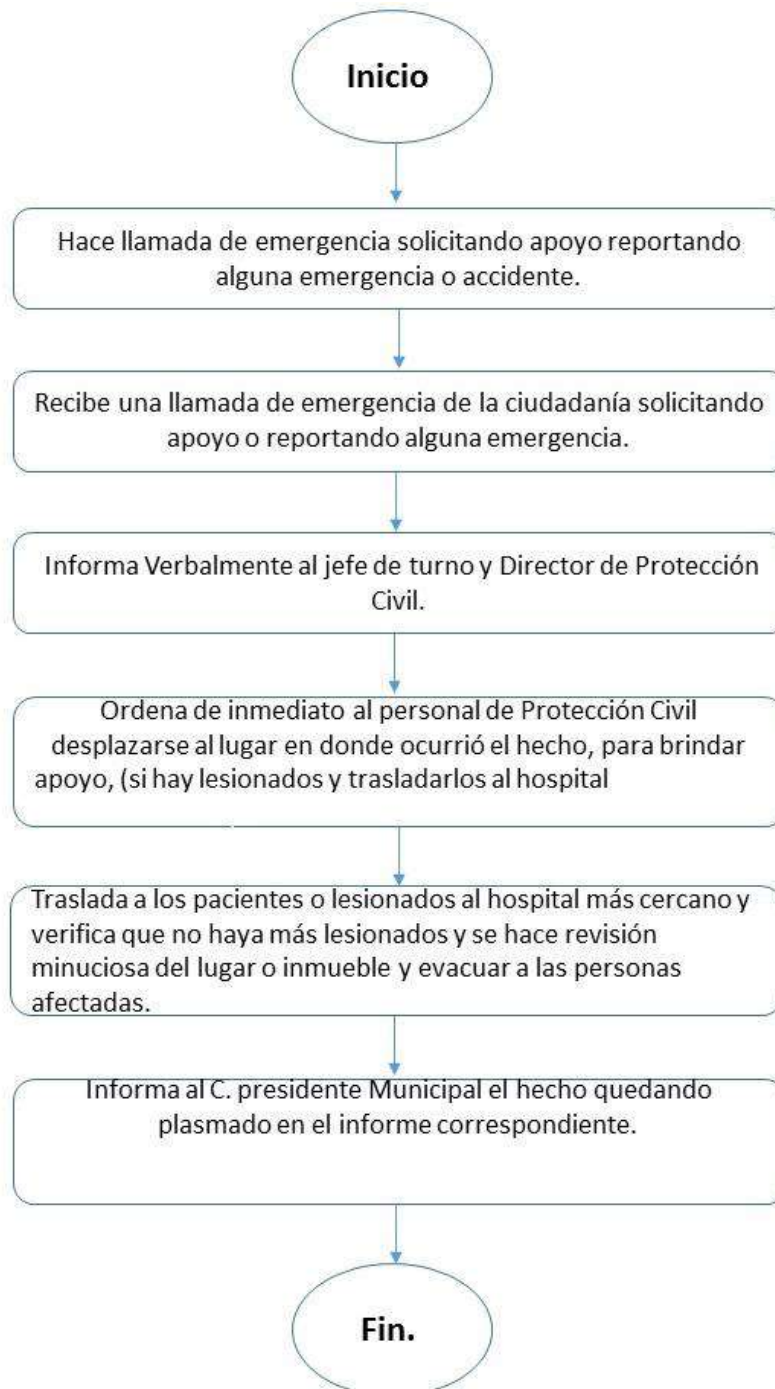 Inicio
Hace llamada de emergencia solicitando apoyo reportando
alguna emergencia o accidente.
Recibe una llamada de emergencia de la ciudadanía solicitando
apoyo o reportando alguna emergencia.
Informa Verbalmente al jefe de turno y Director de Protección
Civil.
Ordena de inmediato al personal de Protección Civil
desplazarse al lugar en donde ocurrió el hecho, para brindar
apoyo, (si hay lesionados y trasladarlos al hospital
Traslada a los pacientes o lesionados al hospital más cercano y
verifica que no haya más lesionados y se hace revisión
minuciosa del lugar o inmueble y evacuar a las personas
afectadas.
Informa al C. presidente Municipal el hecho quedando
plasmado en el informe correspondiente.
Fin.